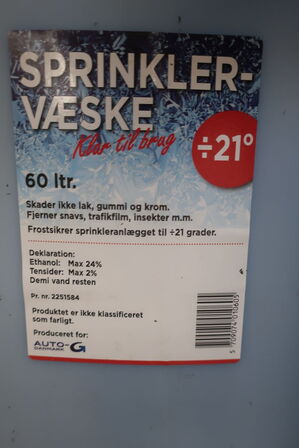 SPRINKLER-
VÆSKE
Klar til brug
÷21°
60 ltr.
Skader ikke lak, gummi og krom.
Fjerner snavs, trafikfilm, insekter m.m.
Frostsikrer sprinkleranlægget til ÷21 grader.
Deklaration:
Ethanol: Max 24%
Tensider: Max 2%
Demi vand resten
Pr. nr. 2251584
Produktet er ikke klassificeret
som farligt.
Produceret for:
AUTO-G
DANMARK